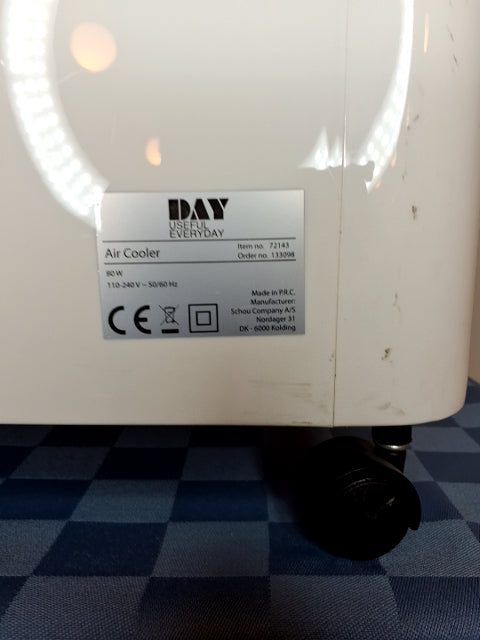 DAY
USEFUL
EVERYDAY
Air Cooler
Item no. 72143
Order no. 133098
80 W
110-240 V ~ 50/60 Hz
Made in P.R.C.
Manufacturer:
Schou Company A/S
Nordager 31
DK - 6000 Kolding
CE